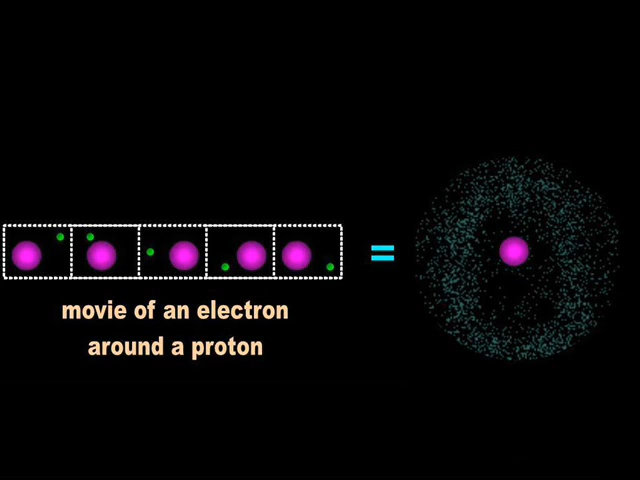 =
movie of an electron
around a proton